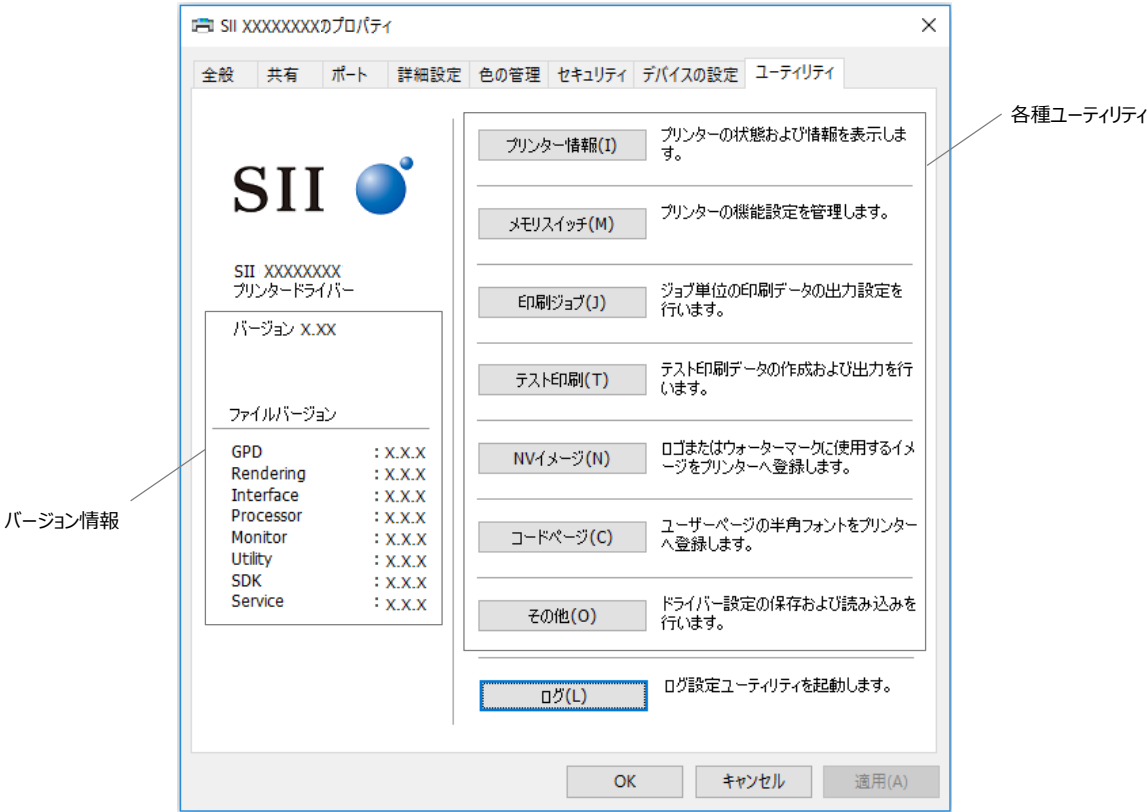 SII XXXXXXXXのプロパティ
全般 共有 ポート 詳細設定 色の管理 セキュリティ デバイスの設定 ユーティリティ
各種ユーティリティ
SII
SII XXXXXXXX
プリンタードライバー
バージョン X.XX
ファイルバージョン
GPD : X.X.X
Rendering : X.X.X
Interface : X.X.X
Processor : X.X.X
Monitor : X.X.X
Utility : X.X.X
SDK : X.X.X
Service : X.X.X
バージョン情報
プリンター情報(I)
プリンターの状態および情報を表示しま
す。
メモリスイッチ(M)
プリンターの機能設定を管理します。
印刷ジョブ(J)
ジョブ単位の印刷データの出力設定を
行います。
テスト印刷(T)
テスト印刷データの作成および出力を行
います。
NVイメージ(N)
ロゴまたはウォーターマークに使用するイメ
ージをプリンターへ登録します。
コードページ(C)
ユーザーページの半角フォントをプリンター
へ登録します。
その他(O)
ドライバー設定の保存および読み込みを
行います。
ログ(L)
ログ設定ユーティリティを起動します。
OK キャンセル 適用(A)